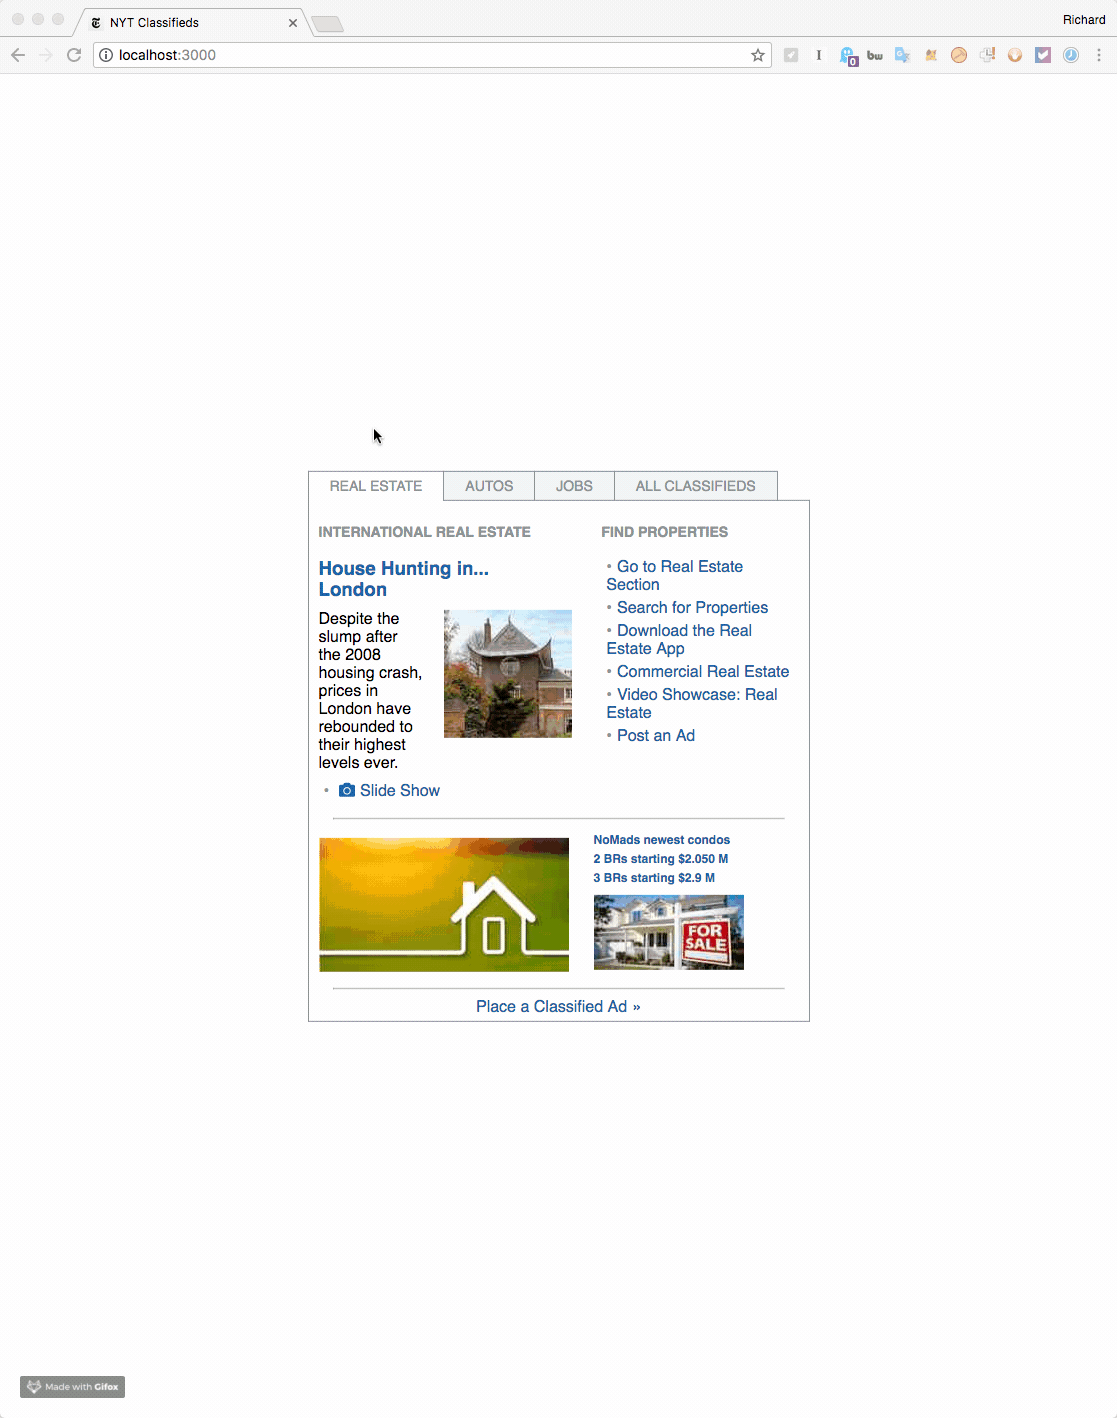 NYT Classifieds
Richard
localhost:3000
I
0
bw
REAL ESTATE
AUTOS
JOBS
ALL CLASSIFIEDS
INTERNATIONAL REAL ESTATE
House Hunting in...
London
Despite the
slump after
the 2008
housing crash,
prices in
London have
rebounded to
their highest
levels ever.
• Slide Show
FIND PROPERTIES
• Go to Real Estate
Section
• Search for Properties
• Download the Real
Estate App
• Commercial Real Estate
• Video Showcase: Real
Estate
• Post an Ad
NoMads newest condos
2 BRs starting $2.050 M
3 BRs starting $2.9 M
FOR
SALE
Place a Classified Ad »
Made with Gifox